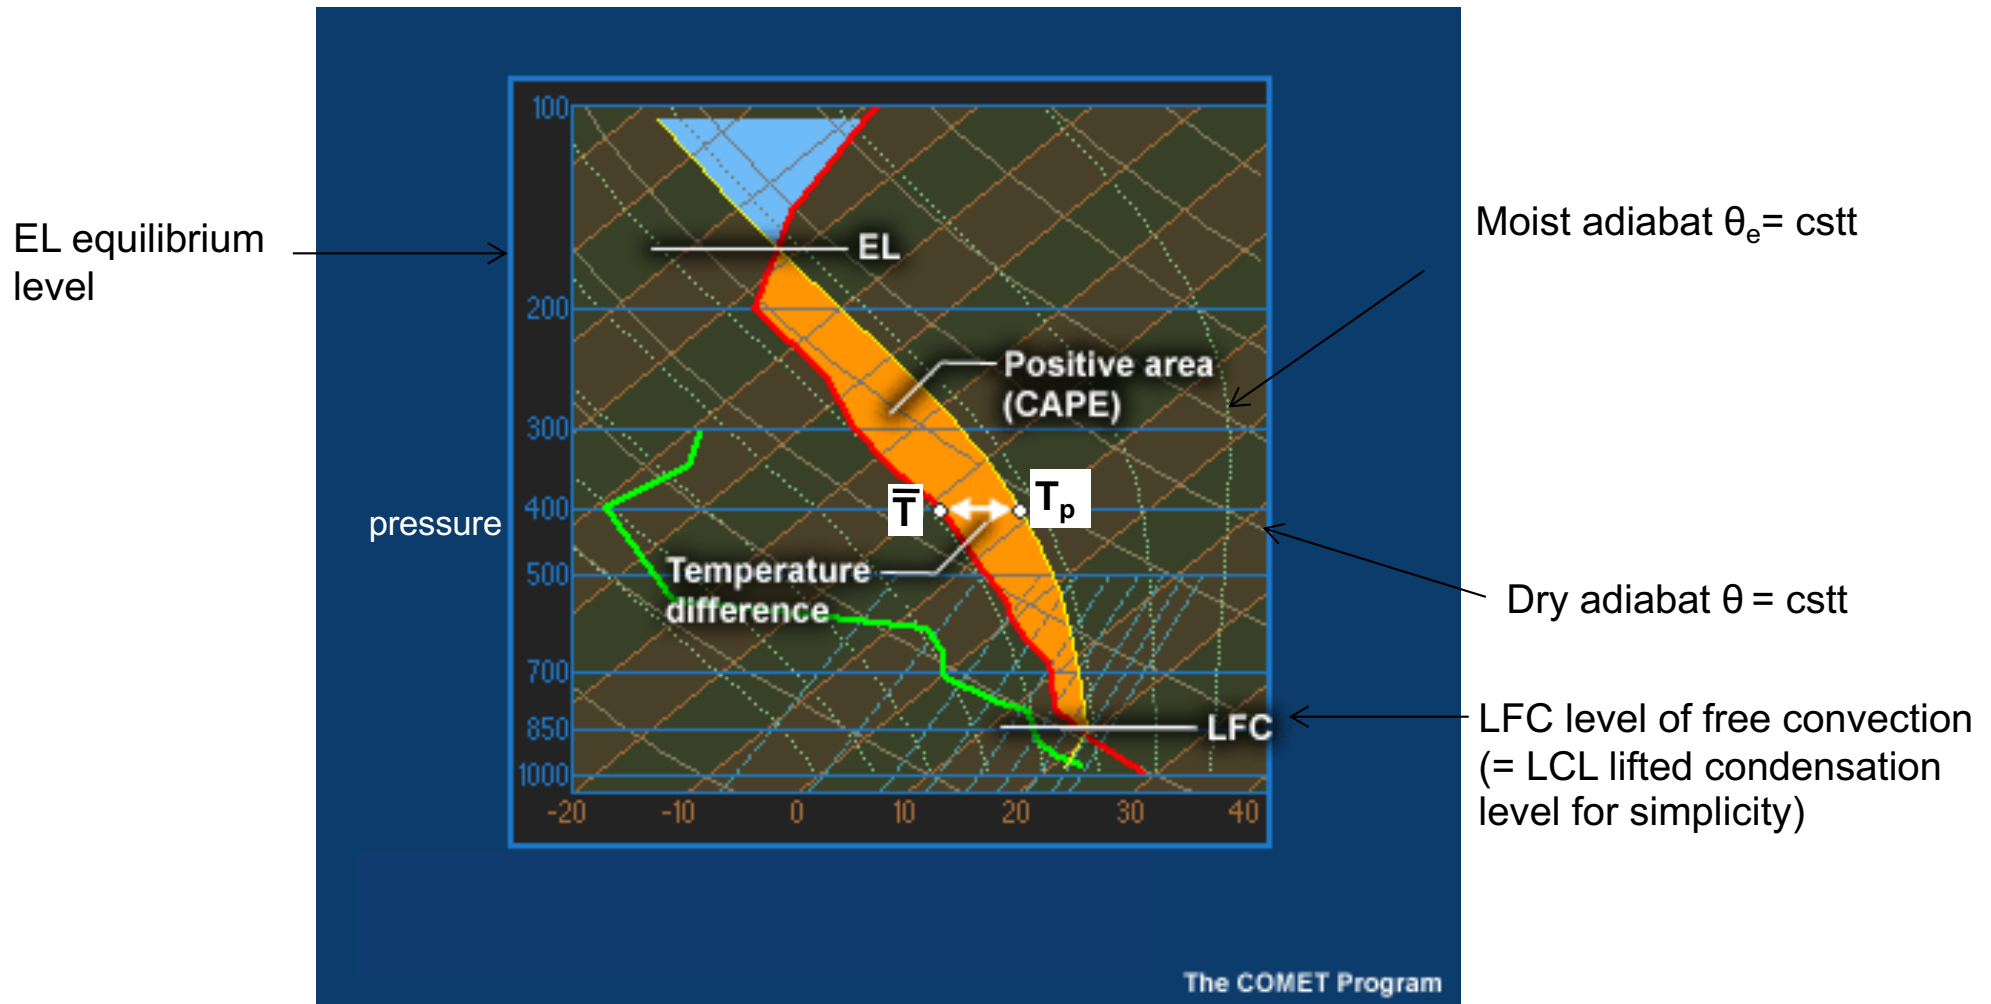 100
EL equilibrium
level
EL
Moist adiabat θe= cstt
200
Positive area
(CAPE)
300
T̅
Tp
400
pressure
500
Temperature
difference
Dry adiabat θ = cstt
700
850
LFC
LFC level of free convection
(= LCL lifted condensation
level for simplicity)
1000
-20 -10 0 10 20 30 40
The COMET Program